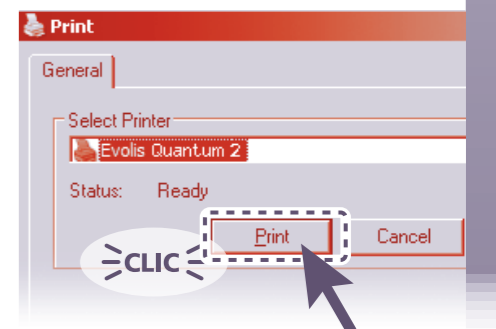 Print
General
Select Printer
Evolis Quantum 2
Status: Ready
Print Cancel
CLIC